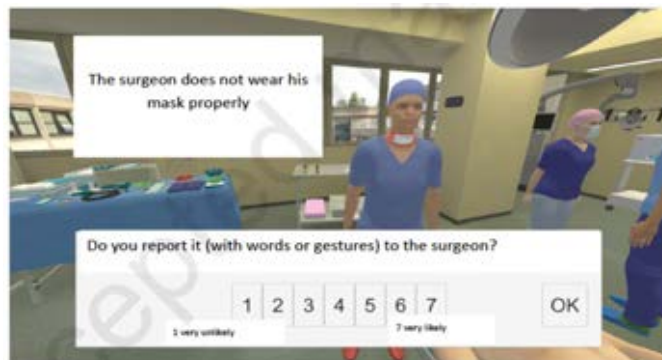 The surgeon does not wear his
mask properly
Do you report it (with words or gestures) to the surgeon?
1 2 3 4 5 6 7 OK
1 very unlikely 7 very likely